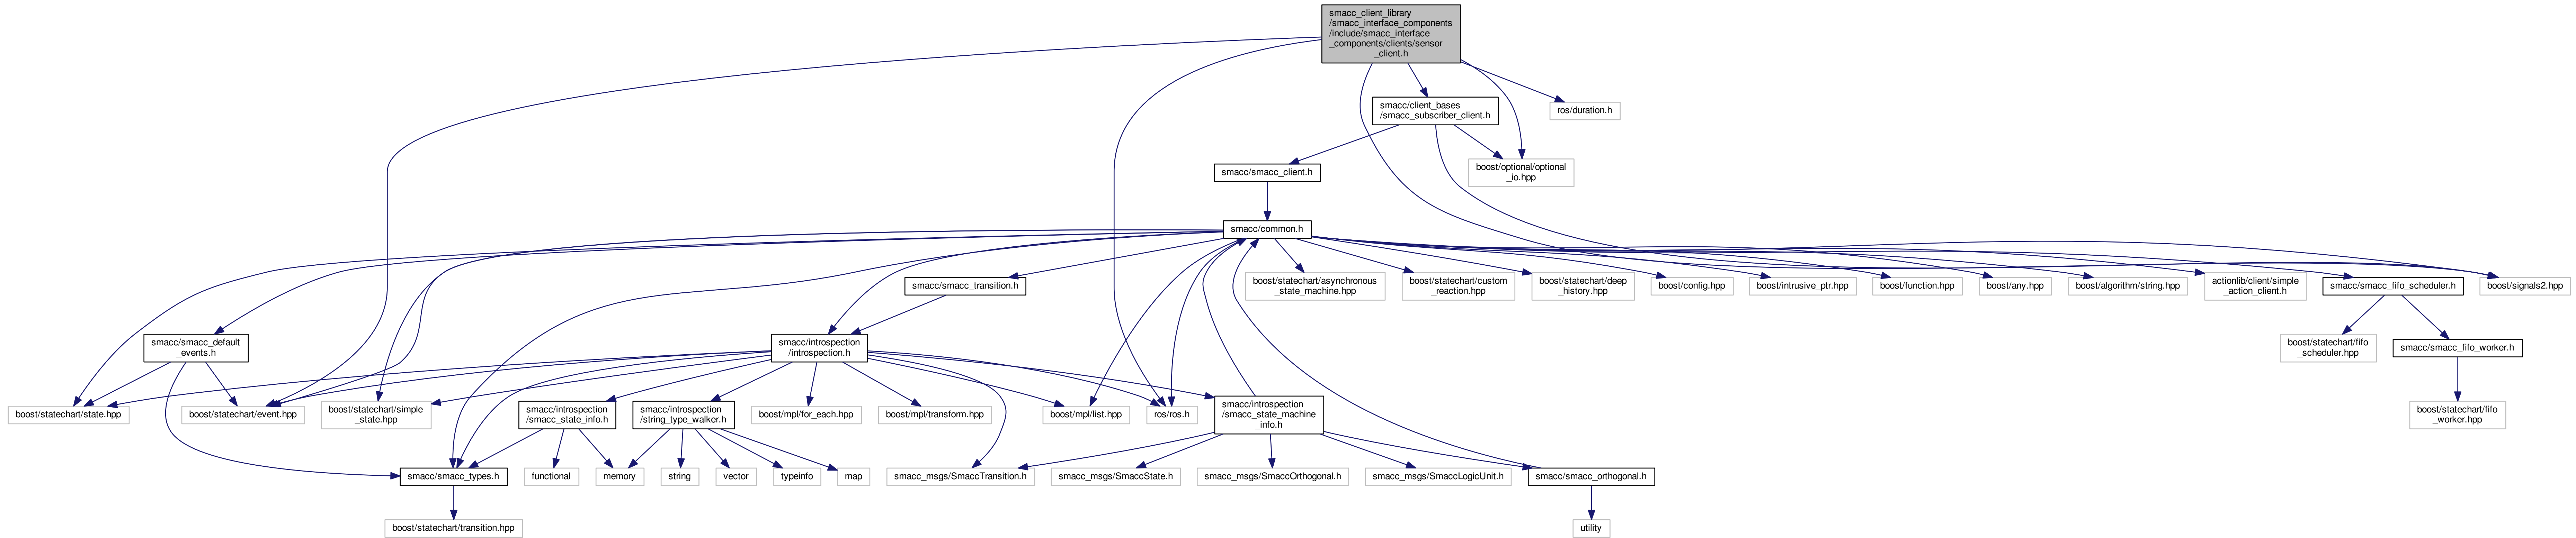 smacc_client_library
/smacc_interface_components
/include/smacc_interface
_components/clients/sensor
_client.h
smacc/client_bases
/smacc_subscriber_client.h
ros/duration.h
smacc/smacc_client.h
boost/optional/optional
_io.hpp
smacc/common.h
smacc/smacc_transition.h
boost/statechart/asynchronous
_state_machine.hpp
boost/statechart/custom
_reaction.hpp
boost/statechart/deep
_history.hpp
boost/config.hpp
boost/intrusive_ptr.hpp
boost/function.hpp
boost/any.hpp
boost/algorithm/string.hpp
actionlib/client/simple
_action_client.h
smacc/smacc_fifo_scheduler.h
boost/signals2.hpp
smacc/smacc_default
_events.h
smacc/introspection
/introspection.h
boost/statechart/fifo
_scheduler.hpp
smacc/smacc_fifo_worker.h
boost/statechart/state.hpp
boost/statechart/event.hpp
boost/statechart/simple
_state.hpp
smacc/introspection
/smacc_state_info.h
smacc/introspection
/string_type_walker.h
boost/mpl/for_each.hpp
boost/mpl/transform.hpp
boost/mpl/list.hpp
ros/ros.h
smacc/introspection
/smacc_state_machine
_info.h
boost/statechart/fifo
_worker.hpp
smacc/smacc_types.h
functional
memory
string
vector
typeinfo
map
smacc_msgs/SmaccTransition.h
smacc_msgs/SmaccState.h
smacc_msgs/SmaccOrthogonal.h
smacc_msgs/SmaccLogicUnit.h
smacc/smacc_orthogonal.h
boost/statechart/transition.hpp
utility